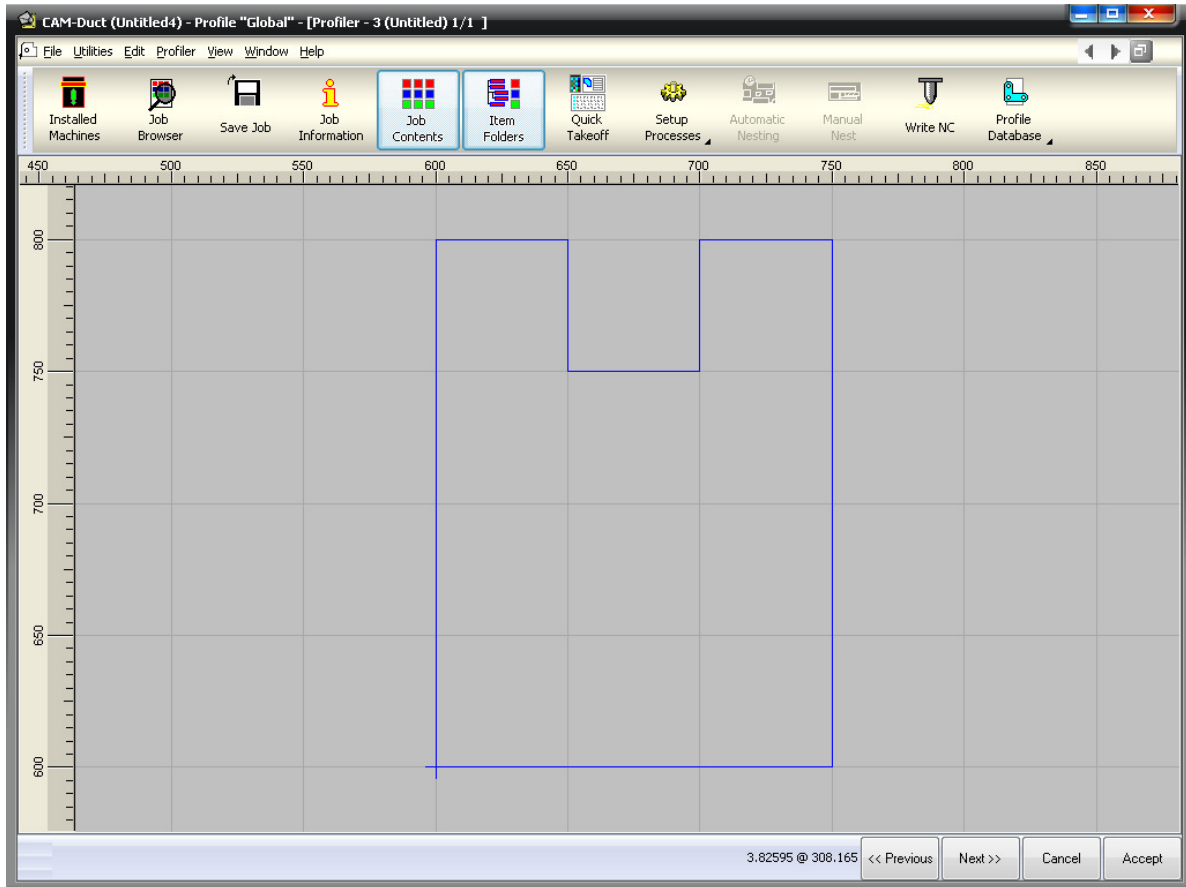 CAM-Duct (Untitled4) - Profile "Global" - [Profiler - 3 (Untitled) 1/1 ]
File Utilities Edit Profiler View Window Help
Installed Machines
Job Browser
Save Job
Job Information
Job Contents
Item Folders
Quick Takeoff
Setup Processes
Automatic Nesting
Manual Nest
Write NC
Profile Database
450 500 550 600 650 700 750 800 850
800
750
700
650
600
3.82595 @ 308.165 << Previous Next >> Cancel Accept